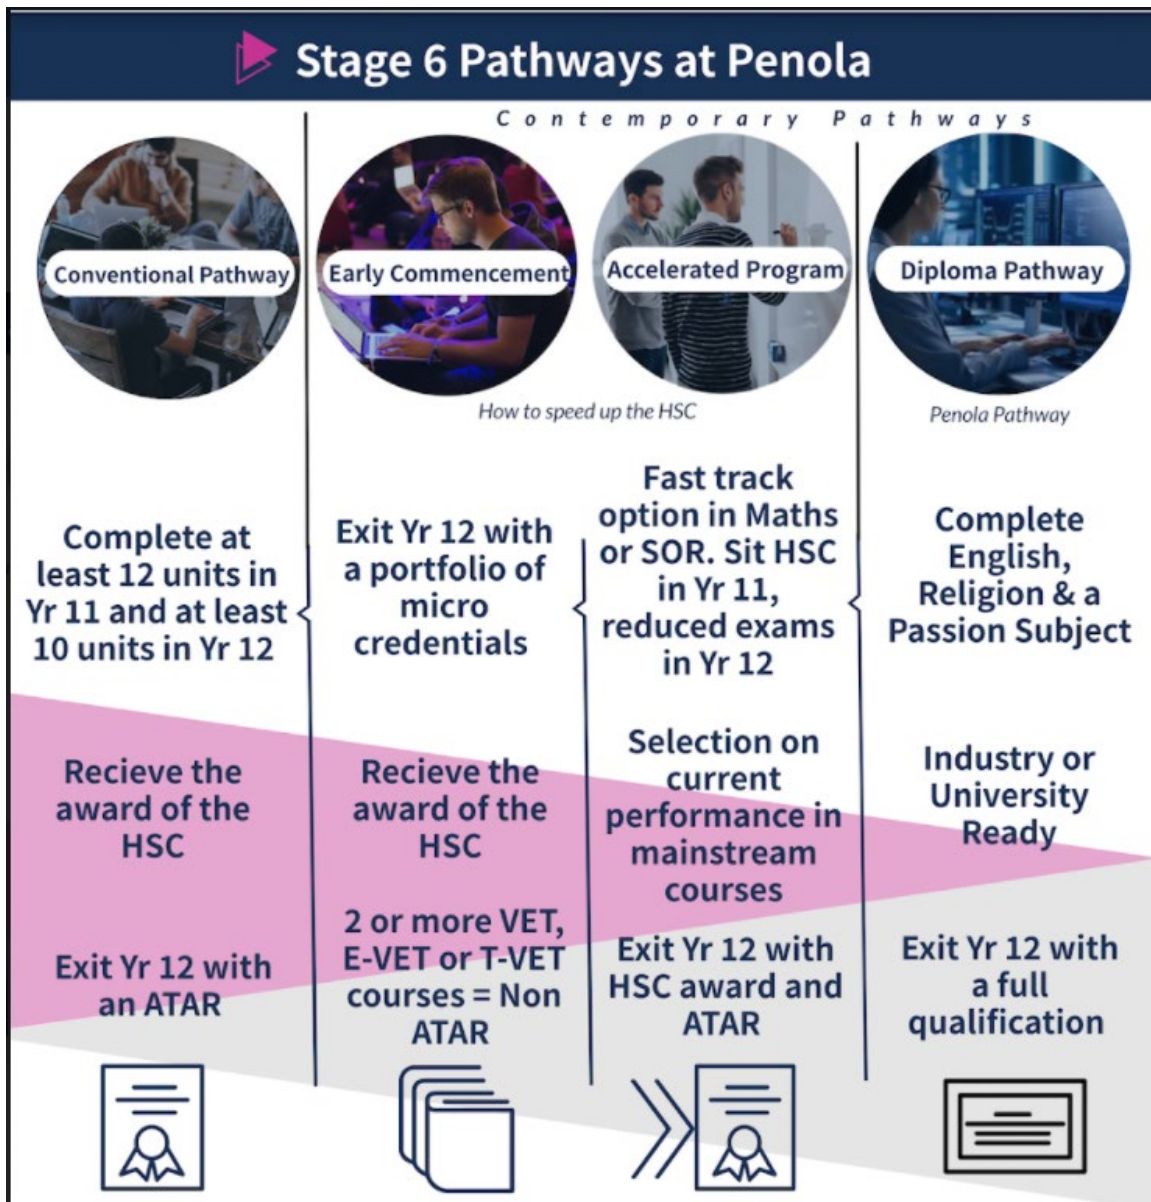 Stage 6 Pathways at Penola
Contemporary Pathways
Conventional Pathway
Early Commencement
Accelerated Program
Diploma Pathway
How to speed up the HSC
Penola Pathway
Complete at
least 12 units in
Yr 11 and at least
10 units in Yr 12
Recieve the
award of the
HSC
Exit Yr 12 with
an ATAR
Exit Yr 12 with
a portfolio of
micro
credentials
Recieve the
award of the
HSC
2 or more VET,
E-VET or T-VET
courses = Non
ATAR
Fast track
option in Maths
or SOR. Sit HSC
in Yr 11,
reduced exams
in Yr 12
Selection on
current
performance in
mainstream
courses
Exit Yr 12 with
HSC award and
ATAR
Complete
English,
Religion & a
Passion Subject
Industry or
University
Ready
Exit Yr 12 with
a full
qualification